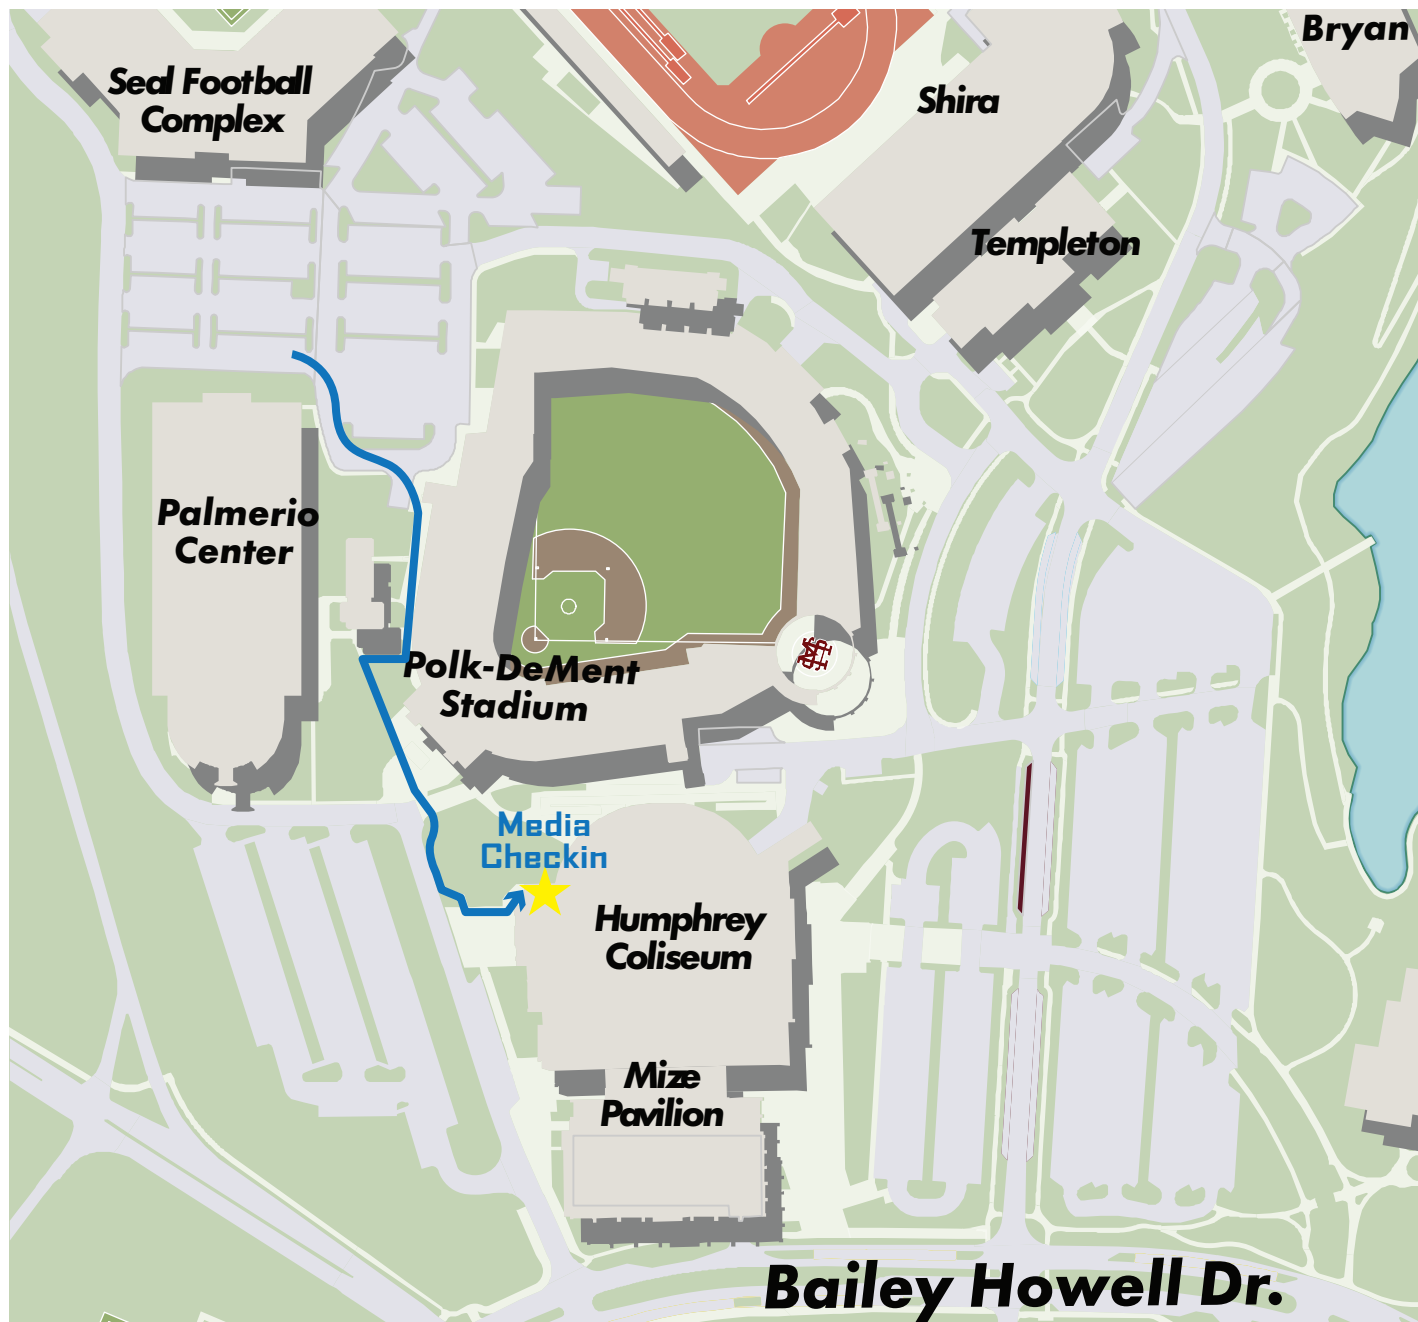 Bryan
Seal Football
Complex
Shira
Templeton
Palmerio
Center
Polk-DeMent
Stadium
Media
Checkin
Humphrey
Coliseum
Mize
Pavilion
Bailey Howell Dr.